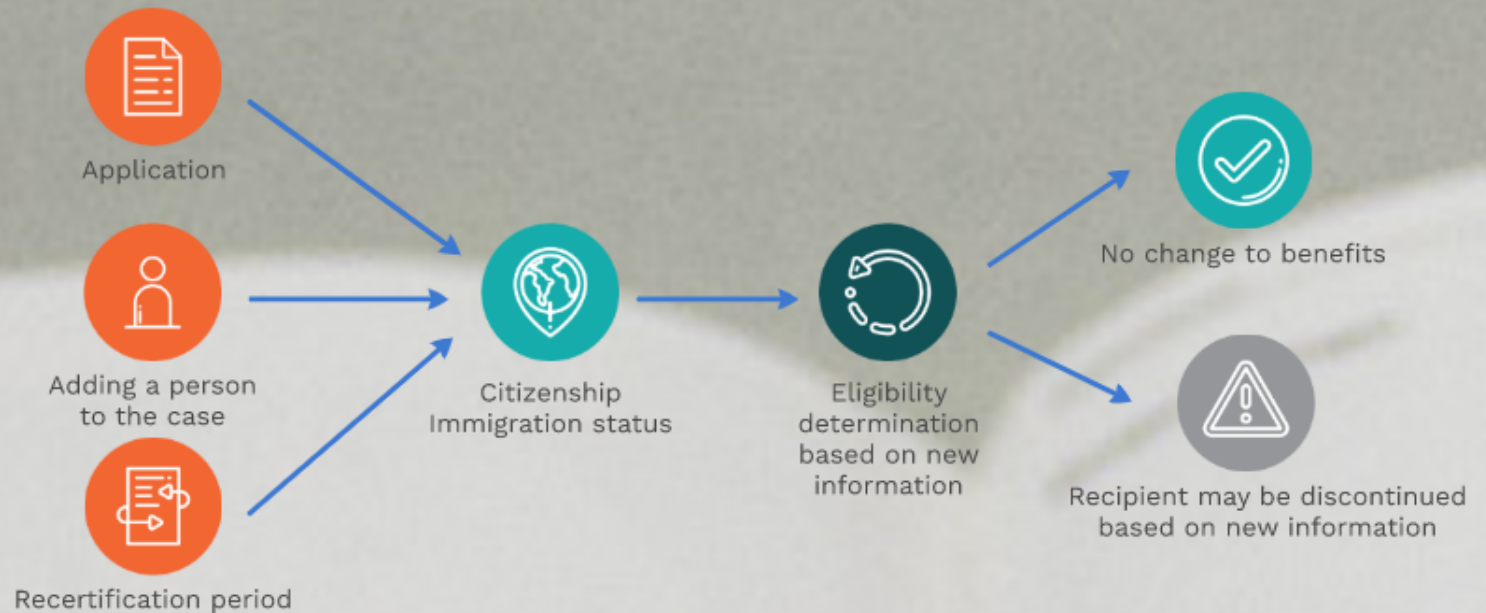 Application
Adding a person
to the case
Recertification period
Citizenship
Immigration status
Eligibility
determination
based on new
information
No change to benefits
Recipient may be discontinued
based on new information